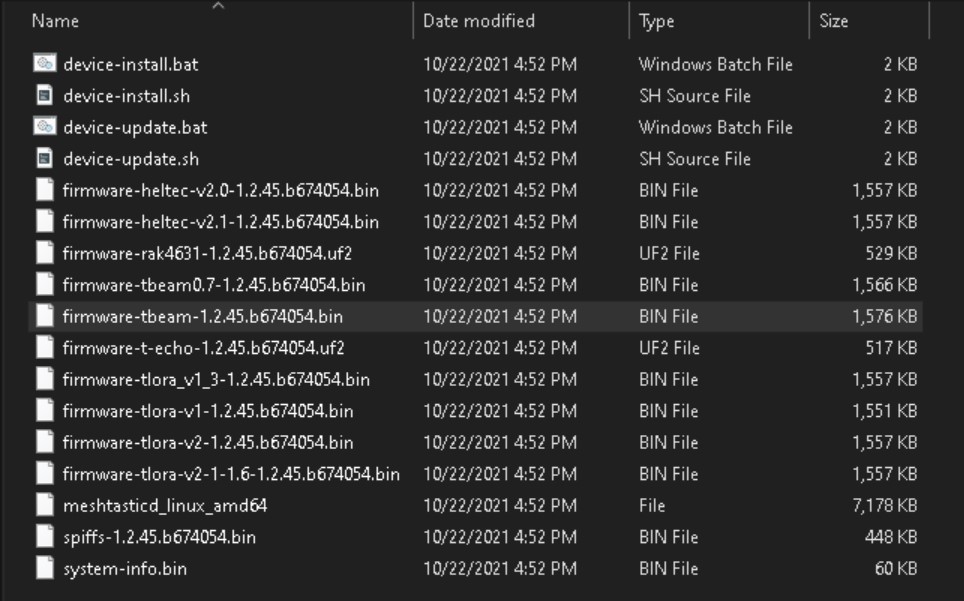 Name Date modified Type Size
device-install.bat 10/22/2021 4:52 PM Windows Batch File 2 KB
device-install.sh 10/22/2021 4:52 PM SH Source File 2 KB
device-update.bat 10/22/2021 4:52 PM Windows Batch File 2 KB
device-update.sh 10/22/2021 4:52 PM SH Source File 2 KB
firmware-heltec-v2.0-1.2.45.b674054.bin 10/22/2021 4:52 PM BIN File 1,557 KB
firmware-heltec-v2.1-1.2.45.b674054.bin 10/22/2021 4:52 PM BIN File 1,557 KB
firmware-rak4631-1.2.45.b674054.uf2 10/22/2021 4:52 PM UF2 File 529 KB
firmware-tbeam0.7-1.2.45.b674054.bin 10/22/2021 4:52 PM BIN File 1,566 KB
firmware-tbeam-1.2.45.b674054.bin 10/22/2021 4:52 PM BIN File 1,576 KB
firmware-t-echo-1.2.45.b674054.uf2 10/22/2021 4:52 PM UF2 File 517 KB
firmware-tlora_v1_3-1.2.45.b674054.bin 10/22/2021 4:52 PM BIN File 1,557 KB
firmware-tlora-v1-1.2.45.b674054.bin 10/22/2021 4:52 PM BIN File 1,551 KB
firmware-tlora-v2-1.2.45.b674054.bin 10/22/2021 4:52 PM BIN File 1,557 KB
firmware-tlora-v2-1-1.6-1.2.45.b674054.bin 10/22/2021 4:52 PM BIN File 1,557 KB
meshtasticd_linux_amd64 10/22/2021 4:52 PM File 7,178 KB
spiffs-1.2.45.b674054.bin 10/22/2021 4:52 PM BIN File 448 KB
system-info.bin 10/22/2021 4:52 PM BIN File 60 KB